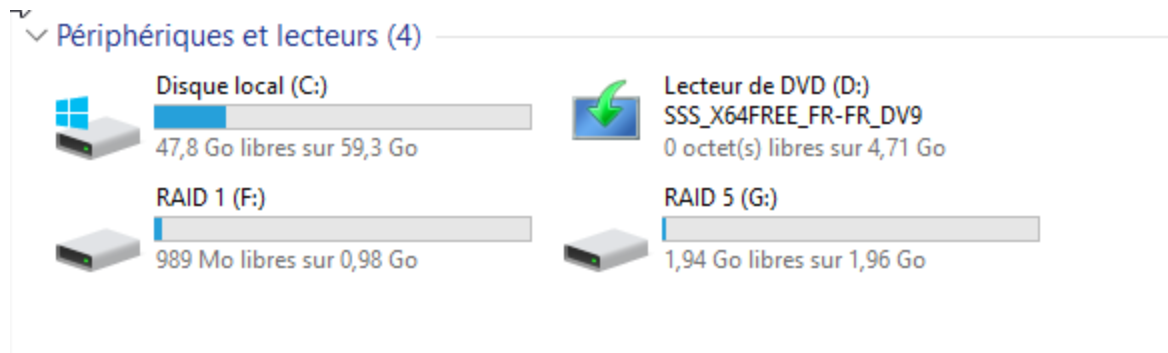 Périphériques et lecteurs (4)
Disque local (C:)
47,8 Go libres sur 59,3 Go
Lecteur de DVD (D:)
SSS_X64FREE_FR-FR_DV9
0 octet(s) libres sur 4,71 Go
RAID 1 (F:)
989 Mo libres sur 0,98 Go
RAID 5 (G:)
1,94 Go libres sur 1,96 Go